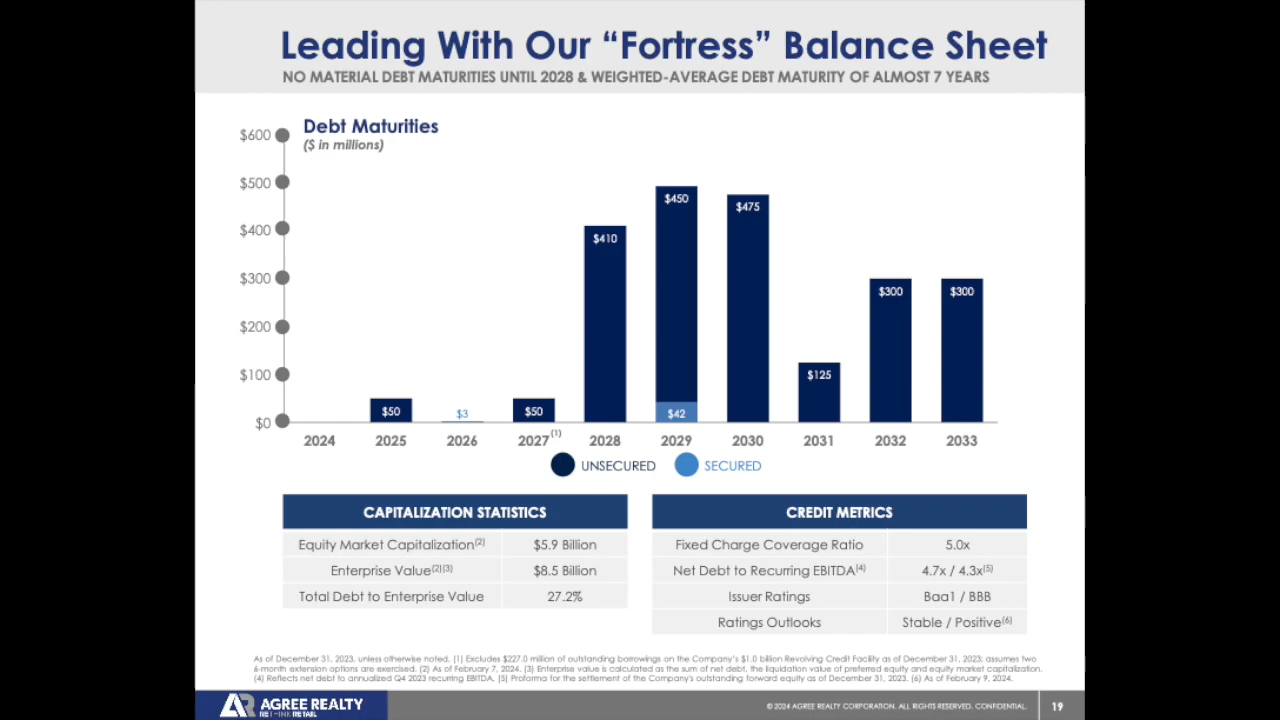 Leading With Our “Fortress” Balance Sheet
NO MATERIAL DEBT MATURITIES UNTIL 2028 & WEIGHTED-AVERAGE DEBT MATURITY OF ALMOST 7 YEARS
Debt Maturities
($ in millions)
$600
$500
$400
$300
$200
$100
$0
$50
$3
$50
$410
$450
$42
$475
$125
$300
$300
2024 2025 2026 2027(1) 2028 2029 2030 2031 2032 2033
UNSECURED SECURED
CAPITALIZATION STATISTICS
Equity Market Capitalization(2) $5.9 Billion
Enterprise Value(2)(3) $8.5 Billion
Total Debt to Enterprise Value 27.2%
CREDIT METRICS
Fixed Charge Coverage Ratio 5.0x
Net Debt to Recurring EBITDA(4) 4.7x / 4.3x(5)
Issuer Ratings Baa1 / BBB
Ratings Outlooks Stable / Positive(6)
As of December 31, 2023, unless otherwise noted. (1) Excludes $227.0 million of outstanding borrowings on the Company’s $1.0 billion Revolving Credit Facility as of December 31, 2023; assumes two
6-month extension options are exercised. (2) As of February 7, 2024. (3) Enterprise value is calculated as the sum of net debt, the liquidation value of preferred equity and equity market capitalization.
(4) Reflects net debt to annualized Q4 2023 recurring EBITDA. (5) Proforma for the settlement of the Company's outstanding forward equity as of December 31, 2023. (6) As of February 9, 2024.
AR AGREE REALTY
RETHINK RETAIL
© 2024 AGREE REALTY CORPORATION. ALL RIGHTS RESERVED. CONFIDENTIAL.
19